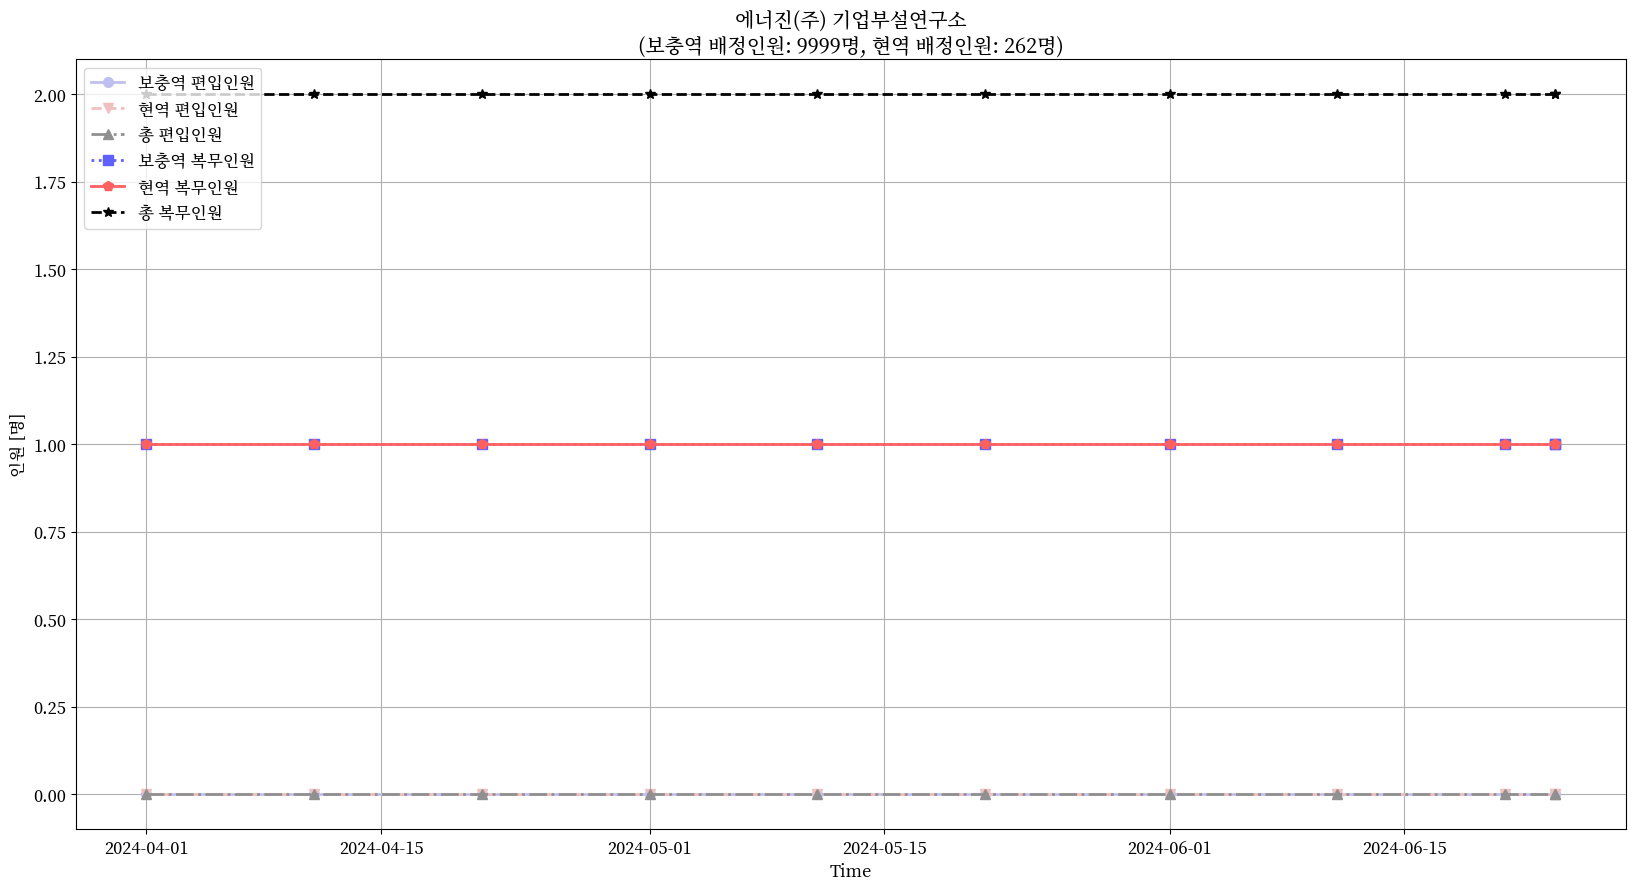 에너진(주) 기업부설연구소
(보충역 배정인원: 9999명, 현역 배정인원: 262명)
보충역 편입인원
현역 편입인원
총 편입인원
보충역 복무인원
현역 복무인원
총 복무인원
인원 [명]
2.00
1.75
1.50
1.25
1.00
0.75
0.50
0.25
0.00
2024-04-01
2024-04-15
2024-05-01
2024-05-15
2024-06-01
2024-06-15
Time